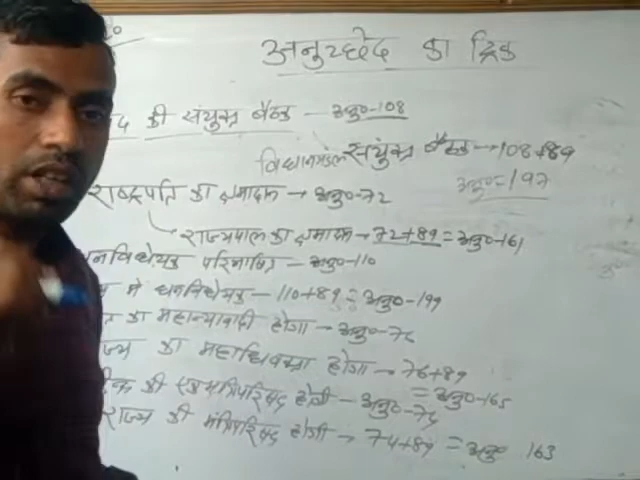 अनुच्छेद का ट्रिक
द की संयुक्त बैठक - अनु०-108
विधानमंडल संयुक्त बैठक → 108+89
अनु०-197
राष्ट्रपति का क्षमादान → अनु०-72
राज्यपाल का क्षमादान → 72+89 = अनु०-161
धनविधेयक परिभाषित - अनु०-110
में धनविधेयक - 110+89 = अनु०-199
का महान्यायवादी होगा - अनु०-76
राज्य का महाधिवक्ता होगा → 76+89
= अनु०-165
की एक मंत्रिपरिषद होगी - अनु०-74
राज्य की मंत्रिपरिषद होगी → 74+89 = अनु० 163